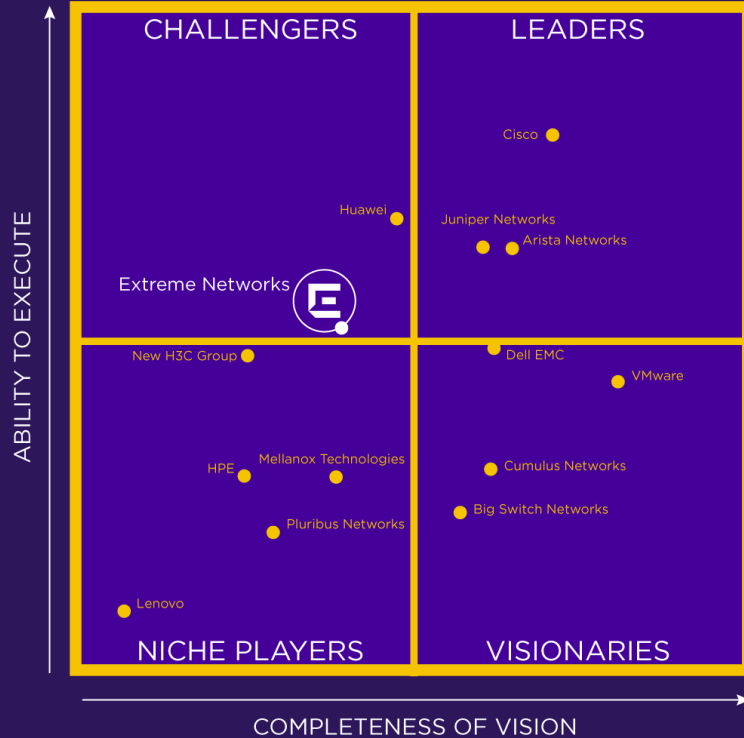 CHALLENGERS
LEADERS
Cisco
Huawei
Juniper Networks
Arista Networks
Extreme Networks
E
New H3C Group
Dell EMC
VMware
HPE
Mellanox Technologies
Cumulus Networks
Pluribus Networks
Big Switch Networks
Lenovo
NICHE PLAYERS
VISIONARIES
ABILITY TO EXECUTE
COMPLETENESS OF VISION